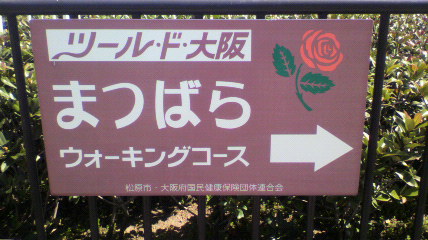 ツール・ド・大阪
まつばら
ウォーキングコース
松原市・大阪府国民健康保険団体連合会